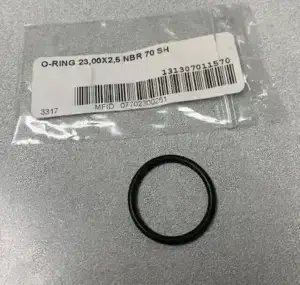 O-RING 23,00X2,5 NBR 70 SH
131307011570
3317
MFID 07702300251